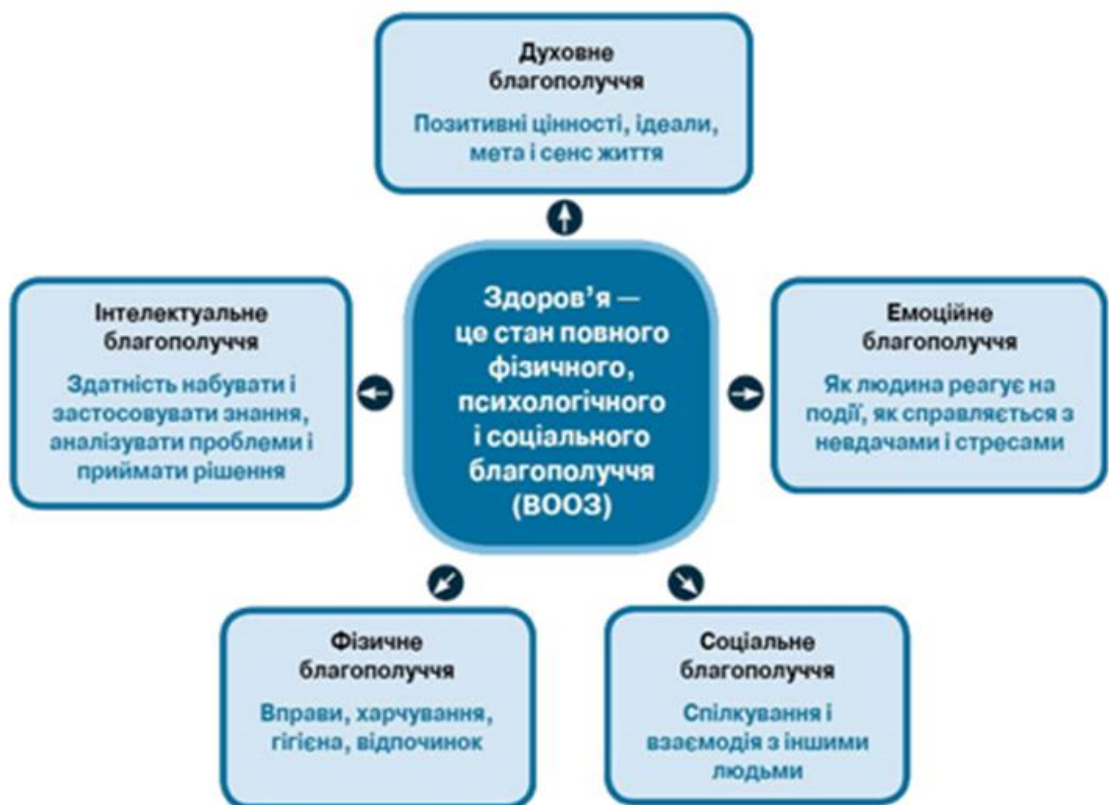 Духовне
благополуччя
Позитивні цінності, ідеали,
мета і сенс життя
Інтелектуальне
благополуччя
Здатність набувати і
застосовувати знання,
аналізувати проблеми і
приймати рішення
Здоров’я —
це стан повного
фізичного,
психологічного
і соціального
благополуччя
(ВООЗ)
Емоційне
благополуччя
Як людина реагує на
події, як справляється з
невдачами і стресами
Фізичне
благополуччя
Вправи, харчування,
гігієна, відпочинок
Соціальне
благополуччя
Спілкування і
взаємодія з іншими
людьми